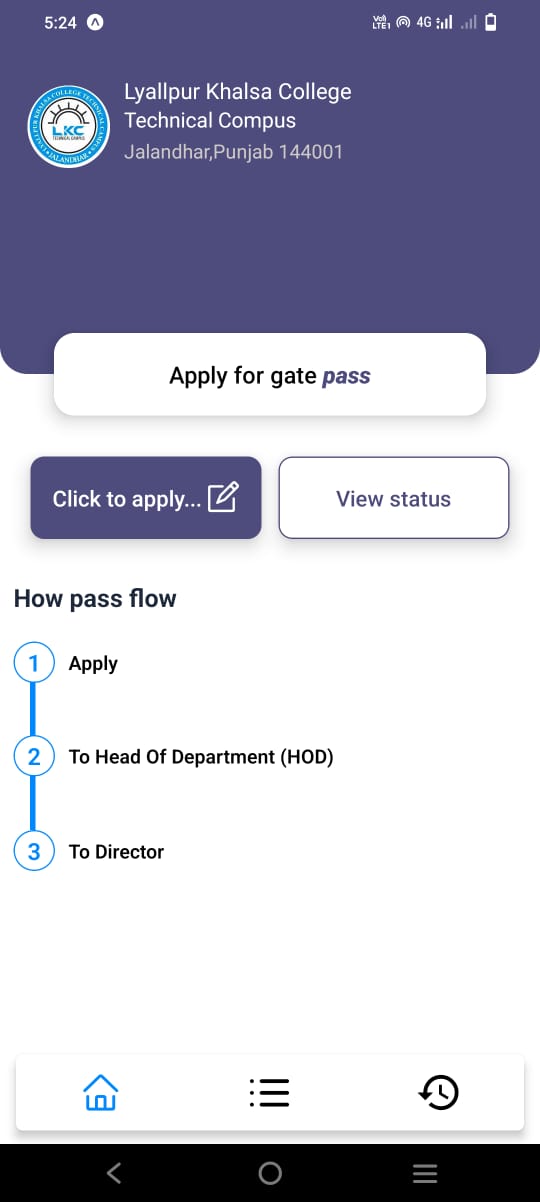 5:24
Vo)
LTE1
4G
Lyallpur Khalsa College
Technical Compus
Jalandhar,Punjab 144001
LYALLPUR KHALSA COLLEGE TECHNICAL CAMPUS
LKC
TECHNICAL CAMPUS
JALANDHAR
Apply for gate pass
Click to apply...
View status
How pass flow
1 Apply
2 To Head Of Department (HOD)
3 To Director